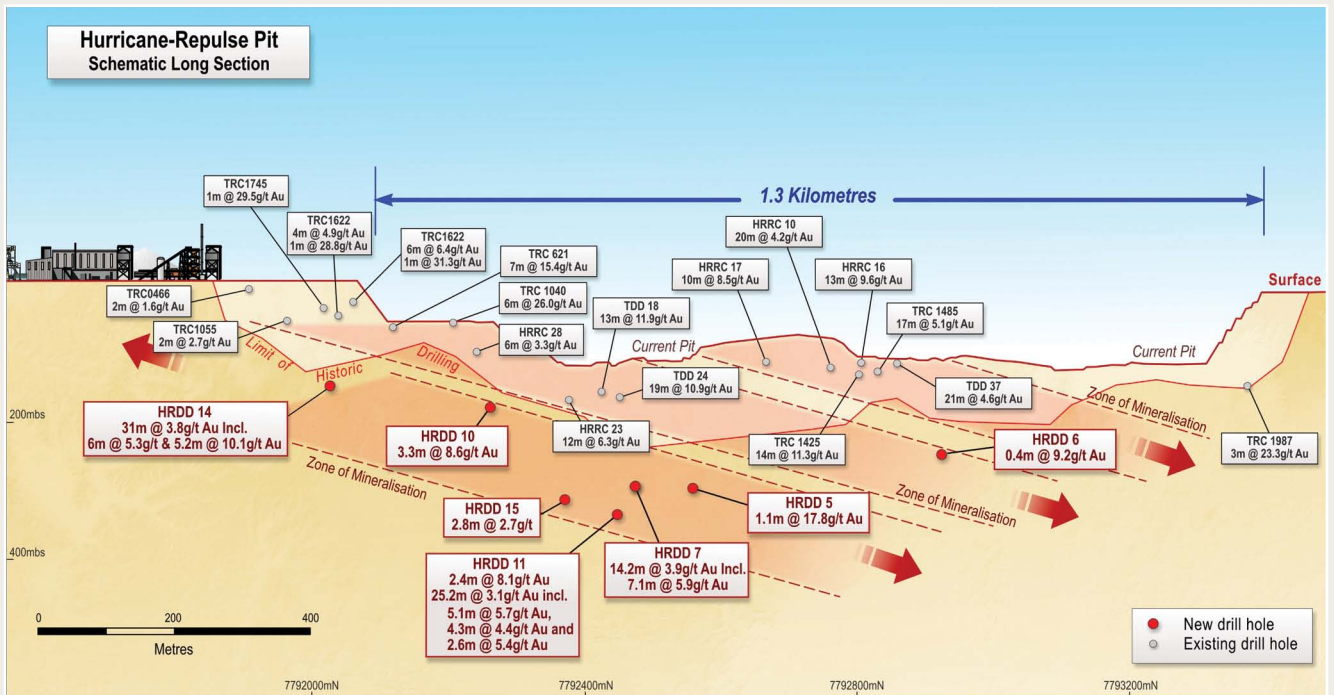 Hurricane-Repulse Pit
Schematic Long Section
1.3 Kilometres
TRC1745
1m @ 29.5g/t Au
TRC1622
4m @ 4.9g/t Au
1m @ 28.8g/t Au
TRC1622
6m @ 6.4g/t Au
1m @ 31.3g/t Au
TRC 621
7m @ 15.4g/t Au
TRC 1040
6m @ 26.0g/t Au
HRRC 28
6m @ 3.3g/t Au
TDD 18
13m @ 11.9g/t Au
TDD 24
19m @ 10.9g/t Au
HRRC 17
10m @ 8.5g/t Au
HRRC 10
20m @ 4.2g/t Au
HRRC 16
13m @ 9.6g/t Au
TRC 1485
17m @ 5.1g/t Au
TDD 37
21m @ 4.6g/t Au
Surface
TRC0466
2m @ 1.6g/t Au
TRC1055
2m @ 2.7g/t Au
Limit of Historic Drilling
Current Pit
Current Pit
Zone of Mineralisation
200mbs
HRDD 14
31m @ 3.8g/t Au Incl.
6m @ 5.3g/t & 5.2m @ 10.1g/t Au
HRDD 10
3.3m @ 8.6g/t Au
HRRC 23
12m @ 6.3g/t Au
TRC 1425
14m @ 11.3g/t Au
HRDD 6
0.4m @ 9.2g/t Au
TRC 1987
3m @ 23.3g/t Au
Zone of Mineralisation
Zone of Mineralisation
HRDD 15
2.8m @ 2.7g/t
HRDD 5
1.1m @ 17.8g/t Au
400mbs
HRDD 11
2.4m @ 8.1g/t Au
25.2m @ 3.1g/t Au incl.
5.1m @ 5.7g/t Au,
4.3m @ 4.4g/t Au and
2.6m @ 5.4g/t Au
HRDD 7
14.2m @ 3.9g/t Au Incl.
7.1m @ 5.9g/t Au
0 200 400
Metres
New drill hole
Existing drill hole
7792000mN 7792400mN 7792800mN 7793200mN